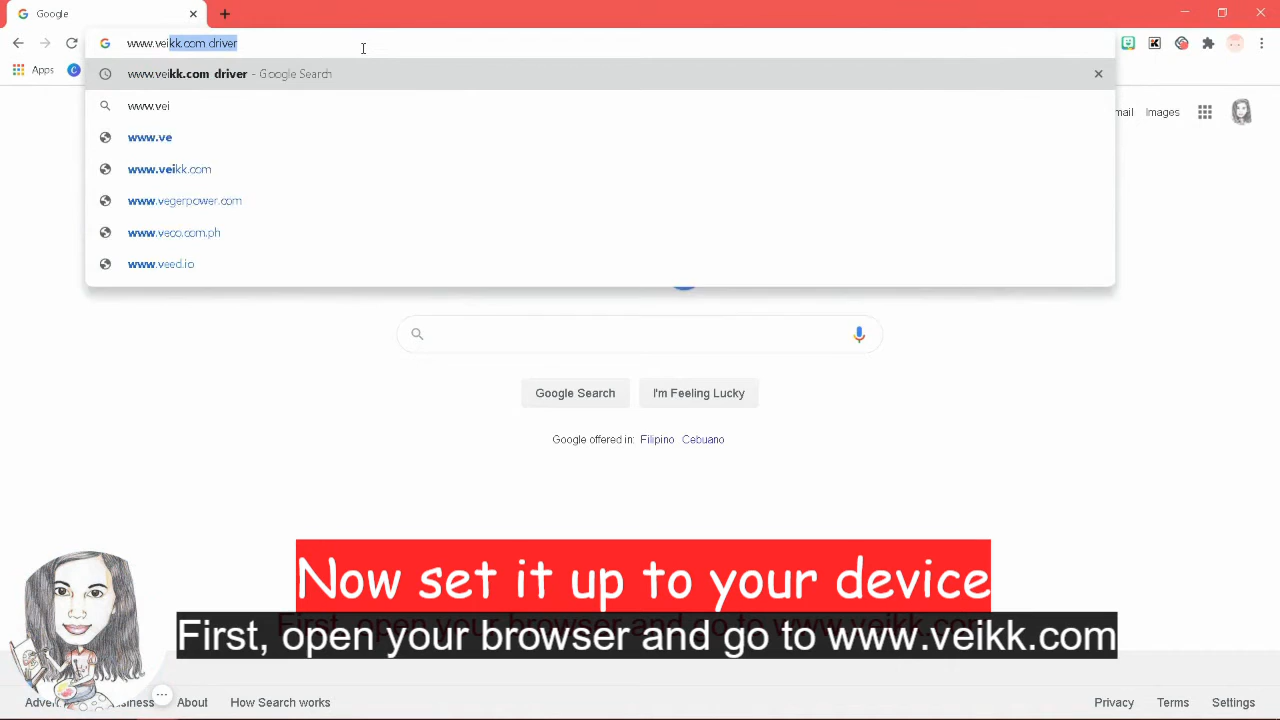 Google
www.veikk.com driver
Apps
www.veikk.com driver - Google Search
www.vei
www.ve
www.veikk.com
www.vegerpower.com
www.veco.com.ph
www.veed.io
mail Images
Google Search I'm Feeling Lucky
Google offered in: Filipino Cebuano
Now set it up to your device
First, open your browser and go to www.veikk.com
About How Search works Privacy Terms Settings